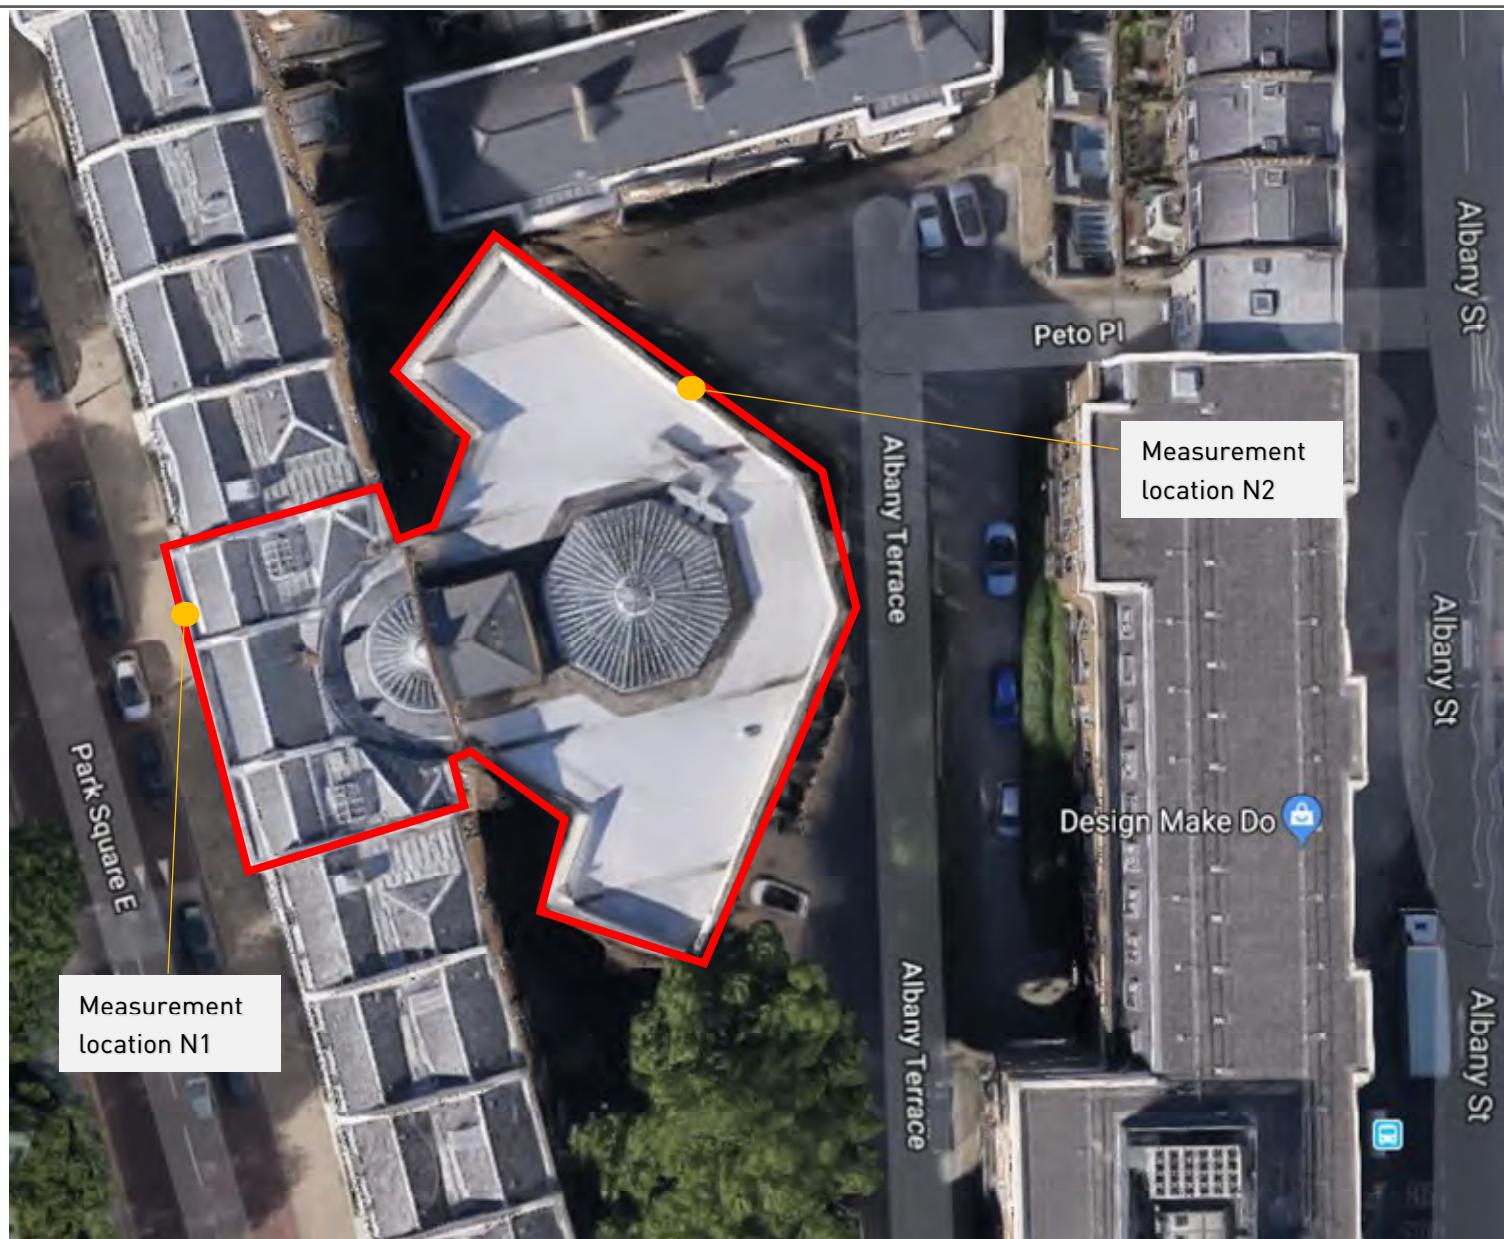 Albany St
Peto Pl
Measurement
location N2
Albany Terrace
Albany St
Park Square E
Design Make Do
Measurement
location N1
Albany Terrace
Albany St